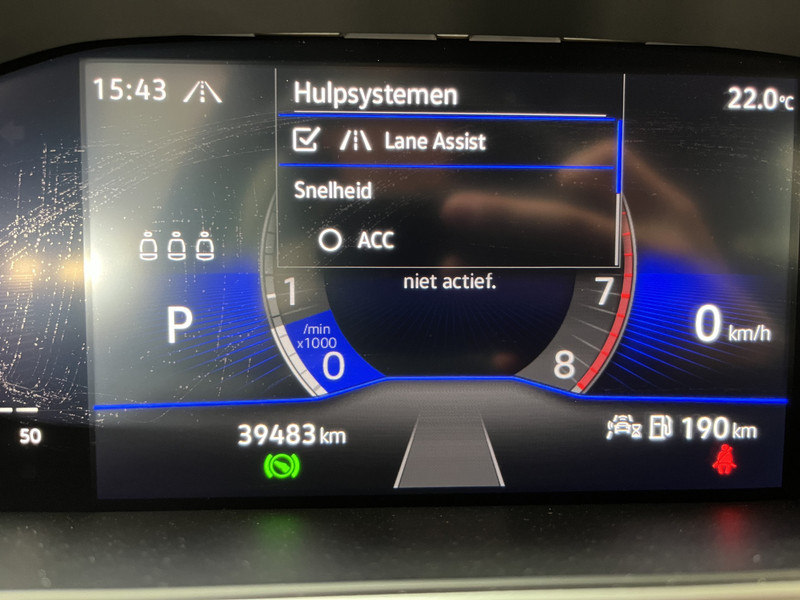 15:43
Hulpsystemen
22.0°C
Lane Assist
Snelheid
ACC
niet actief.
1
7
P
/min
x1000
0
8
0 km/h
50
39483 km
190 km